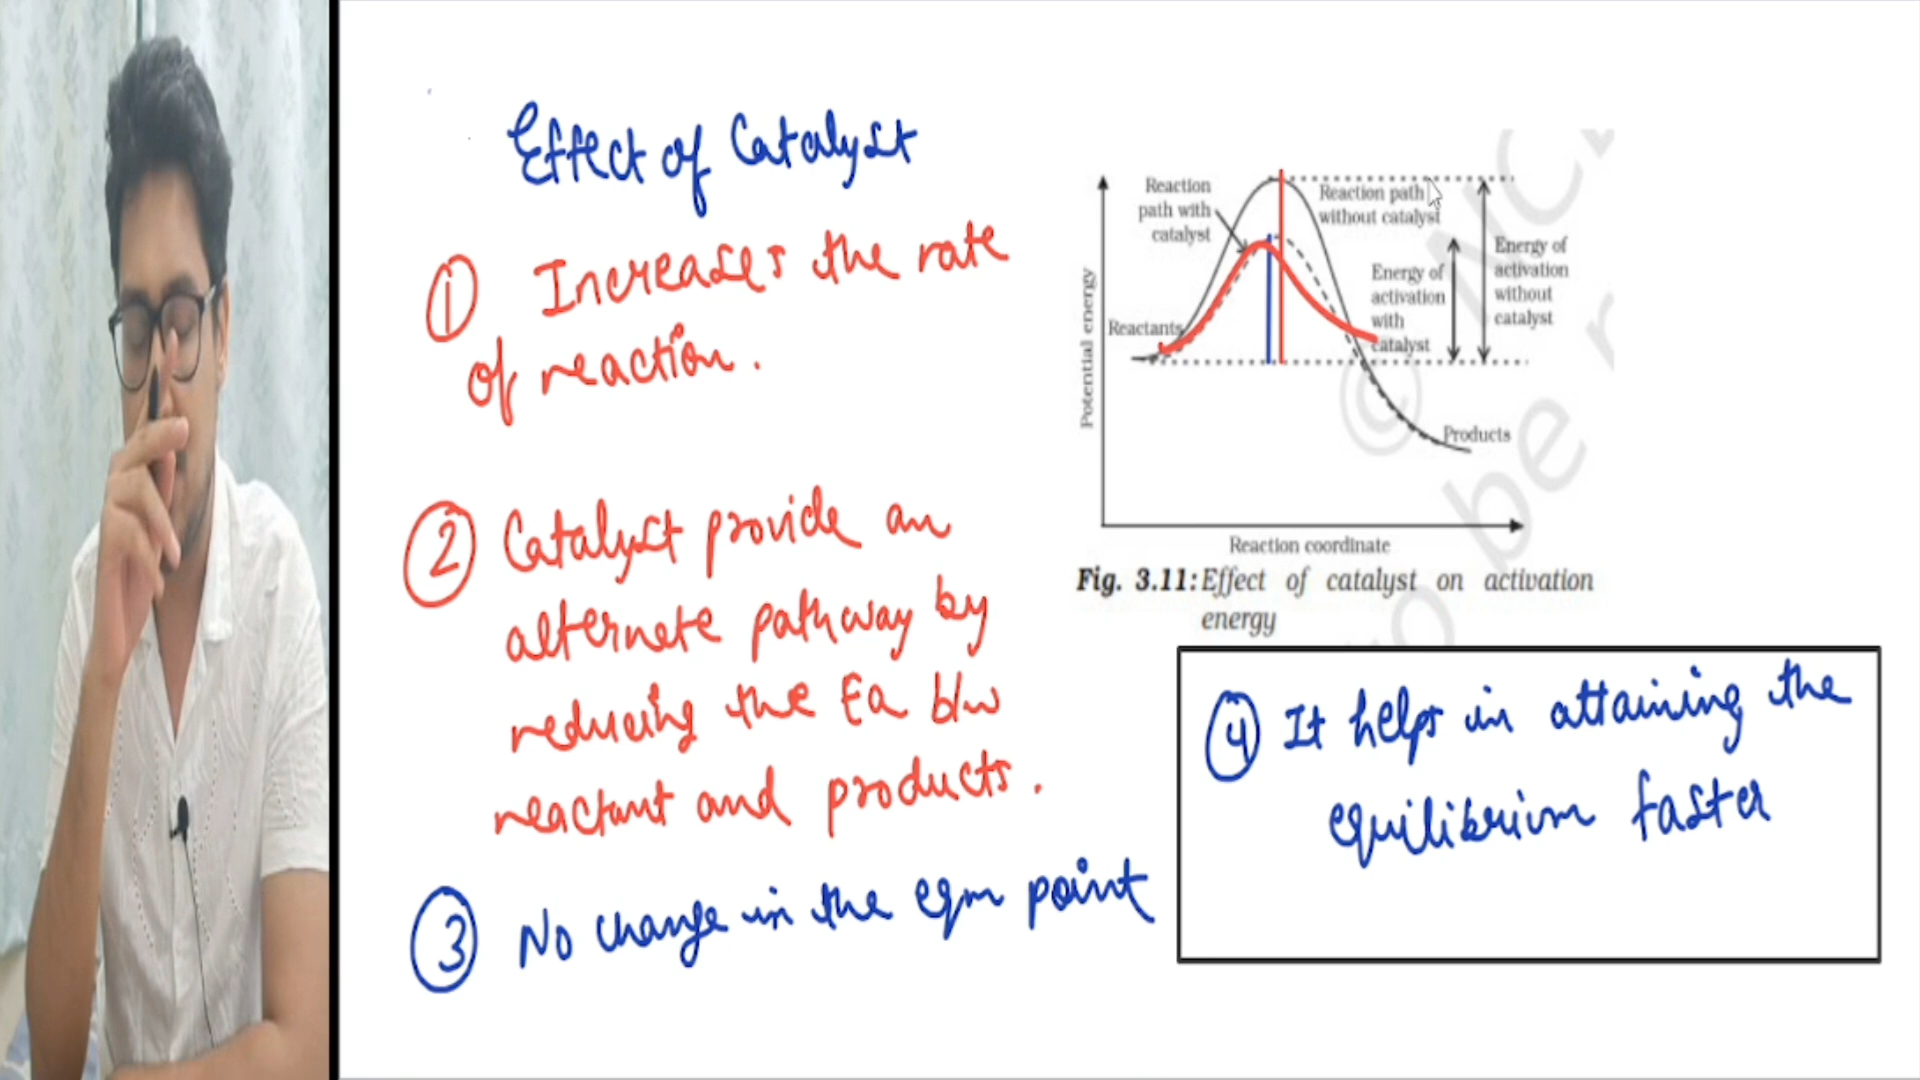 Effect of Catalyst
① Increases the rate
of reaction.
② Catalyst provide an
alternate pathway by
reducing the Ea b/w
reactant and products.
③ No change in the eqm point
Reaction
path with
catalyst
Reaction path
without catalyst
Energy of
activation
with
catalyst
Energy of
activation
without
catalyst
Reactants
Products
Potential energy
Reaction coordinate
Fig. 3.11: Effect of catalyst on activation
energy
④ It helps in attaining the
equilibrium faster
© NC
to be r